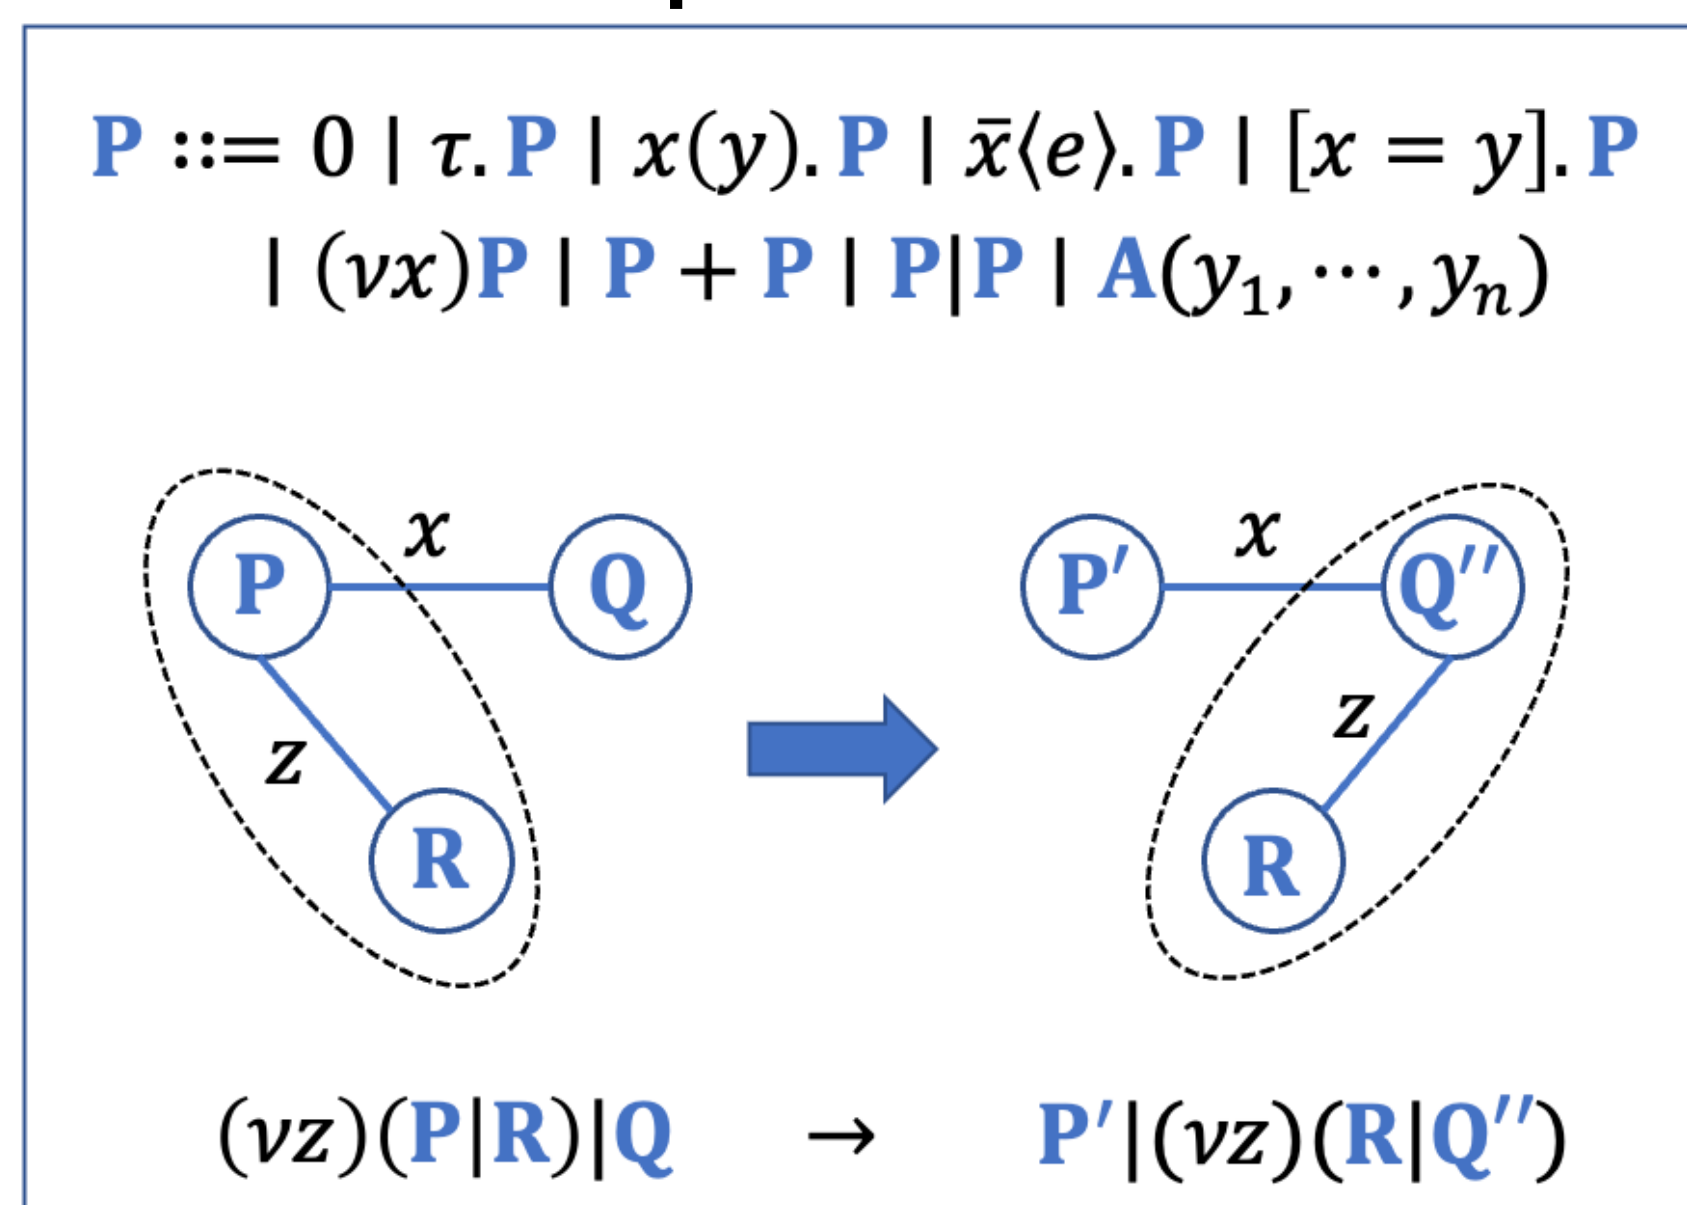 P ::= 0 | τ. P | x(y). P | x̄⟨e⟩. P | [x = y]. P
| (νx)P | P + P | P|P | A(y₁, ⋯ , yₙ)
x
x
P
Q
P′
Q′′
z
z
R
R
(νz)(P|R)|Q → P′|(νz)(R|Q′′)